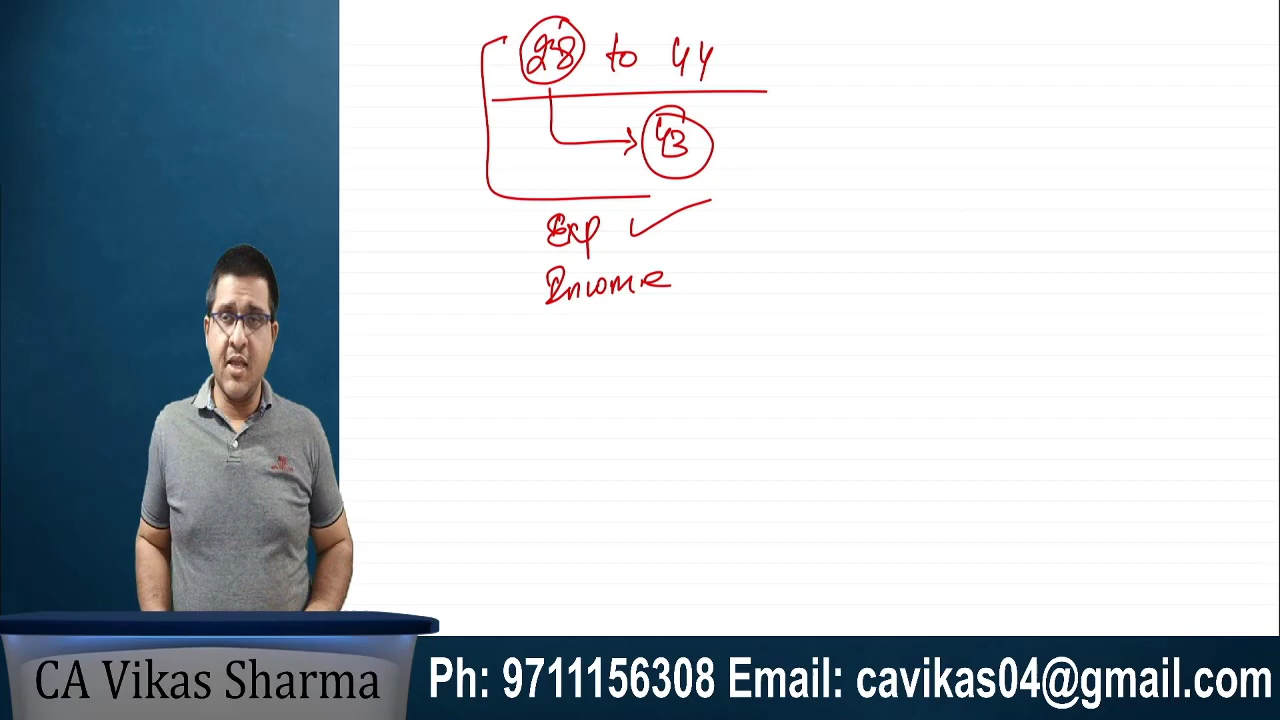 28 to 44
43
Exp
Income
CA Vikas Sharma
Ph: 9711156308 Email: cavikas04@gmail.com